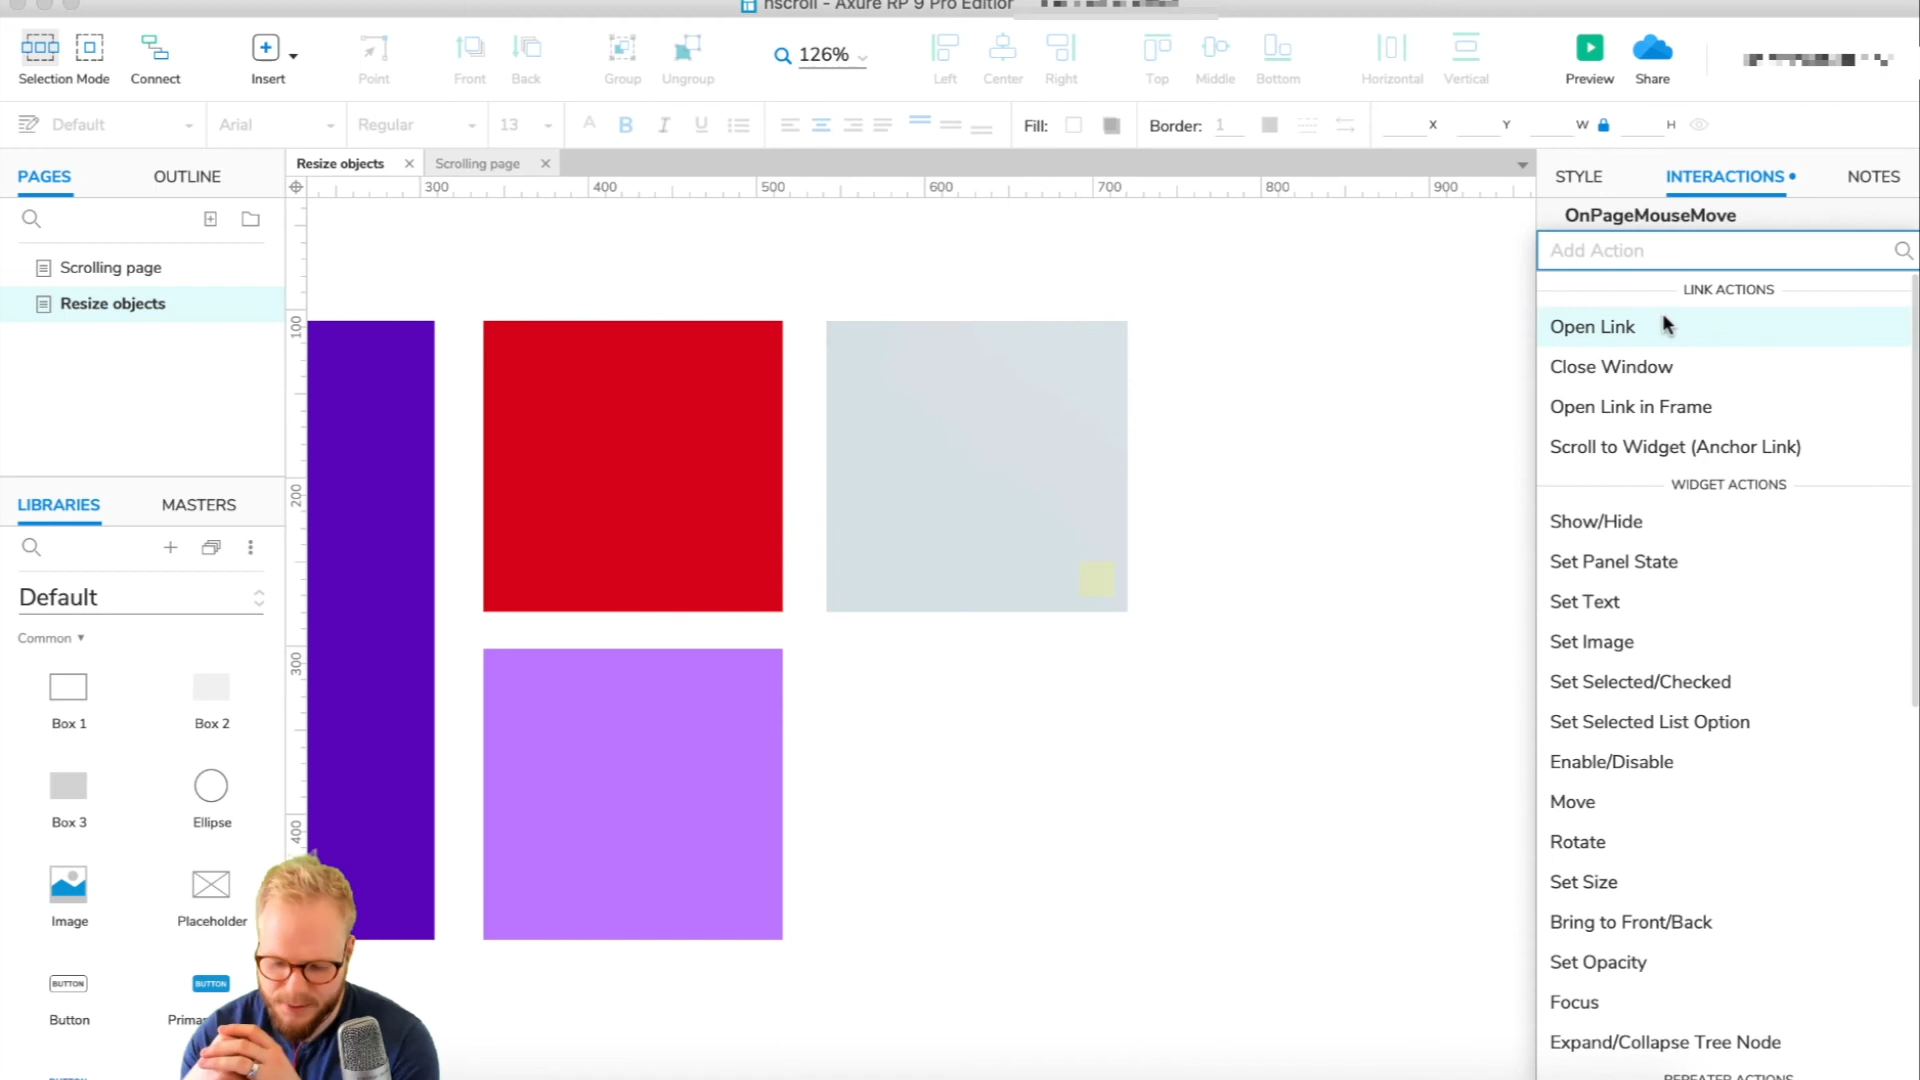 hscroll - Axure RP 9 Pro Edition
Selection Mode
Connect
Insert
Point
Front
Back
Group
Ungroup
126%
Left
Center
Right
Top
Middle
Bottom
Horizontal
Vertical
Preview
Share
Default
Arial
Regular
13
A
B
I
U
Fill:
Border: 1
X
Y
W
H
PAGES
OUTLINE
Resize objects
Scrolling page
STYLE
INTERACTIONS
NOTES
300
400
500
600
700
800
900
OnPageMouseMove
Add Action
Scrolling page
Resize objects
LINK ACTIONS
Open Link
Close Window
Open Link in Frame
Scroll to Widget (Anchor Link)
WIDGET ACTIONS
Show/Hide
Set Panel State
Set Text
Set Image
Set Selected/Checked
Set Selected List Option
Enable/Disable
Move
Rotate
Set Size
Bring to Front/Back
Set Opacity
Focus
Expand/Collapse Tree Node
REPEATER ACTIONS
100
200
300
400
LIBRARIES
MASTERS
Default
Common
Box 1
Box 2
Box 3
Ellipse
Image
Placeholder
BUTTON
BUTTON
Button